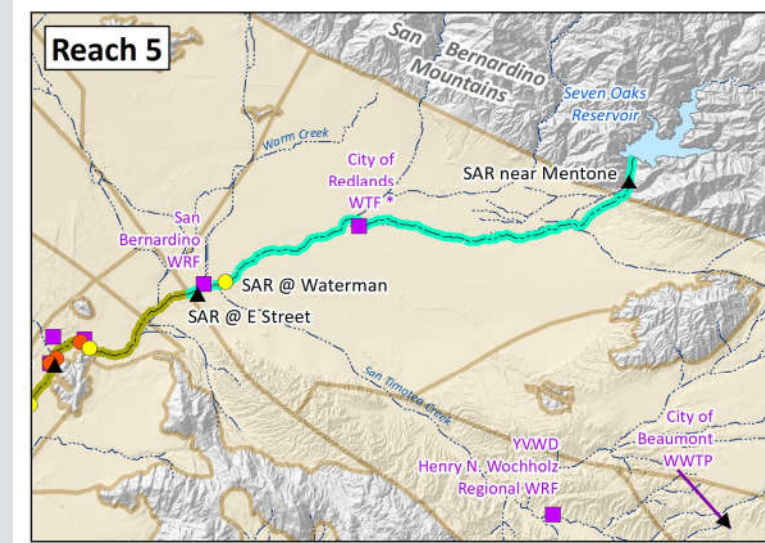 Reach 5
San Bernardino
Mountains
Seven Oaks
Reservoir
Warm Creek
City of
Redlands
WTF *
SAR near Mentone
San
Bernardino
WRF
SAR @ Waterman
SAR @ E Street
San Timoteo Creek
YVWD
Henry N. Wochholz
Regional WRF
City of
Beaumont
WWTP